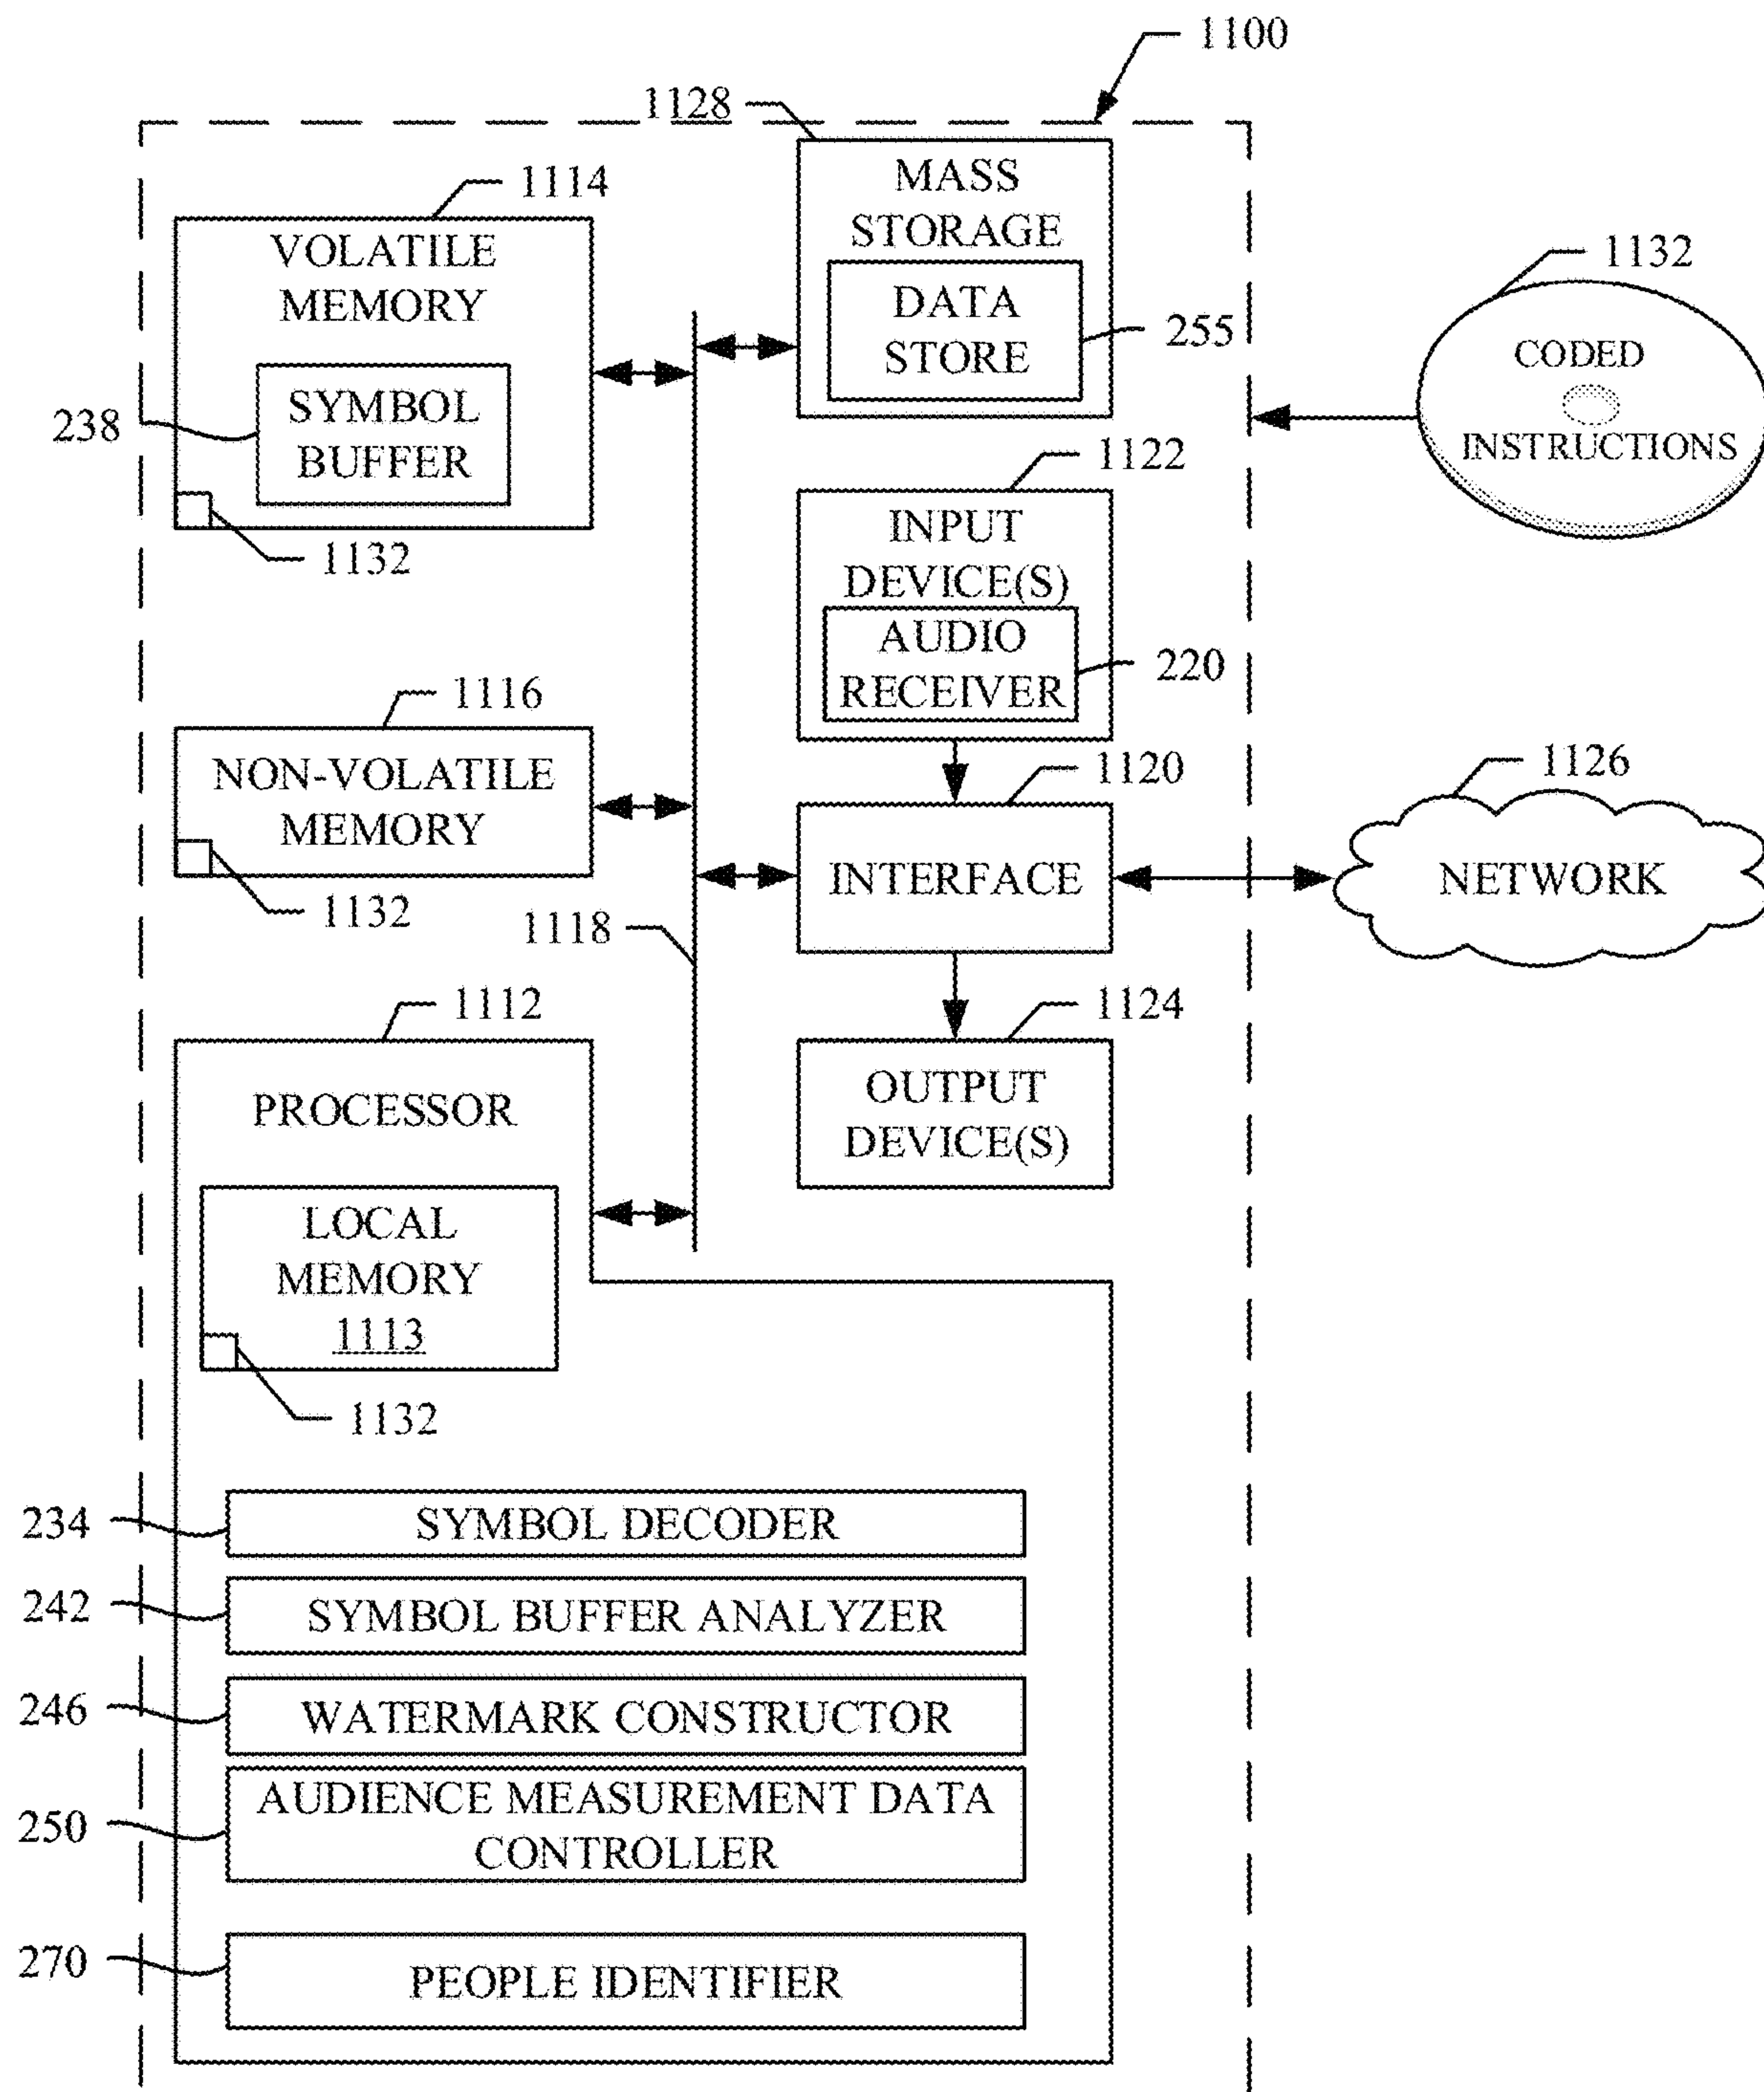 1100
1128
MASS
STORAGE
DATA
STORE
255
1114
VOLATILE
MEMORY
SYMBOL
BUFFER
238
1132
1132
CODED
INSTRUCTIONS
1122
INPUT
DEVICE(S)
AUDIO
RECEIVER
220
1116
NON-VOLATILE
MEMORY
1132
1120
INTERFACE
1126
NETWORK
1118
1112
PROCESSOR
LOCAL
MEMORY
1113
1132
1124
OUTPUT
DEVICE(S)
234
SYMBOL DECODER
242
SYMBOL BUFFER ANALYZER
246
WATERMARK CONSTRUCTOR
250
AUDIENCE MEASUREMENT DATA
CONTROLLER
270
PEOPLE IDENTIFIER